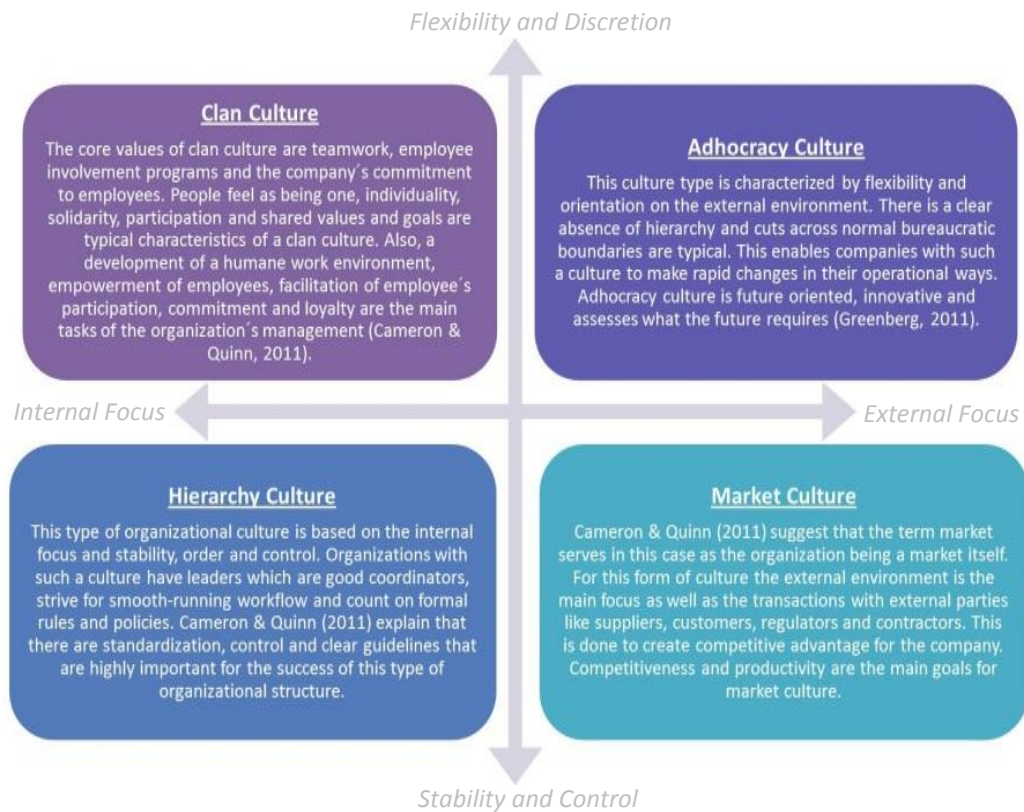 Flexibility and Discretion
Clan Culture
The core values of clan culture are teamwork, employee
involvement programs and the company´s commitment
to employees. People feel as being one, individuality,
solidarity, participation and shared values and goals are
typical characteristics of a clan culture. Also, a
development of a humane work environment,
empowerment of employees, facilitation of employee´s
participation, commitment and loyalty are the main
tasks of the organization´s management (Cameron &
Quinn, 2011).
Adhocracy Culture
This culture type is characterized by flexibility and
orientation on the external environment. There is a clear
absence of hierarchy and cuts across normal bureaucratic
boundaries are typical. This enables companies with such
a culture to make rapid changes in their operational ways.
Adhocracy culture is future oriented, innovative and
assesses what the future requires (Greenberg, 2011).
Internal Focus
External Focus
Hierarchy Culture
This type of organizational culture is based on the internal
focus and stability, order and control. Organizations with
such a culture have leaders which are good coordinators,
strive for smooth-running workflow and count on formal
rules and policies. Cameron & Quinn (2011) explain that
there are standardization, control and clear guidelines that
are highly important for the success of this type of
organizational structure.
Market Culture
Cameron & Quinn (2011) suggest that the term market
serves in this case as the organization being a market itself.
For this form of culture the external environment is the
main focus as well as the transactions with external parties
like suppliers, customers, regulators and contractors. This
is done to create competitive advantage for the company.
Competitiveness and productivity are the main goals for
market culture.
Stability and Control